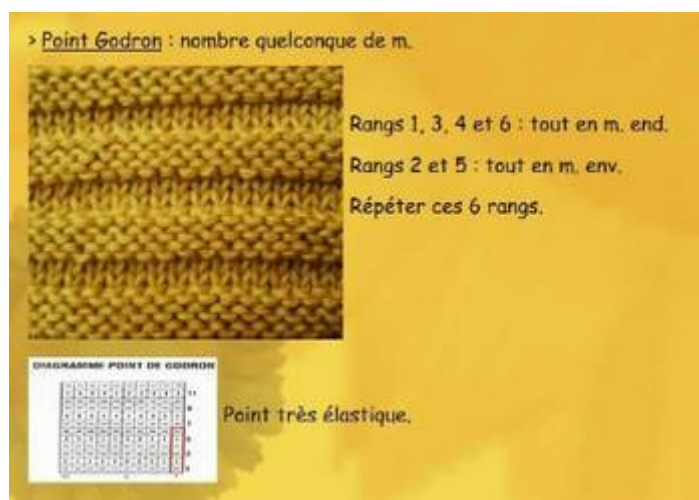 > Point Godron : nombre quelconque de m.
Rangs 1, 3, 4 et 6 : tout en m. end.
Rangs 2 et 5 : tout en m. env.
Répéter ces 6 rangs.
DIAGRAMME POINT DE GODRON
Point très élastique.